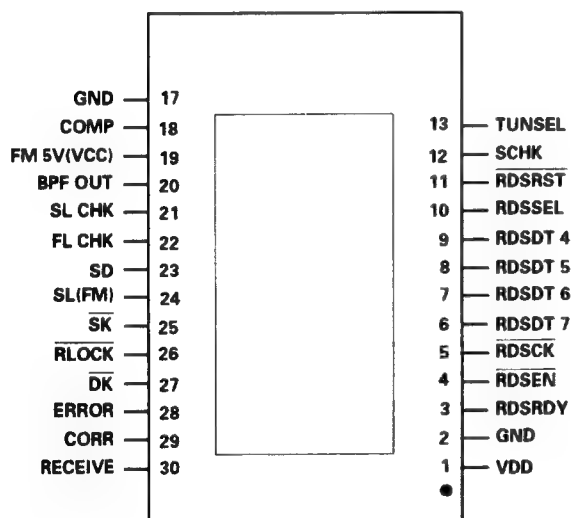 GND 17
COMP 18
FM 5V(VCC) 19
BPF OUT 20
SL CHK 21
FL CHK 22
SD 23
SL(FM) 24
SK 25
RLOCK 26
DK 27
ERROR 28
CORR 29
RECEIVE 30
13 TUNSEL
12 SCHK
11 RDSRST
10 RDSSEL
9 RDSDT 4
8 RDSDT 5
7 RDSDT 6
6 RDSDT 7
5 RDSCK
4 RDSEN
3 RDSRDY
2 GND
1 VDD